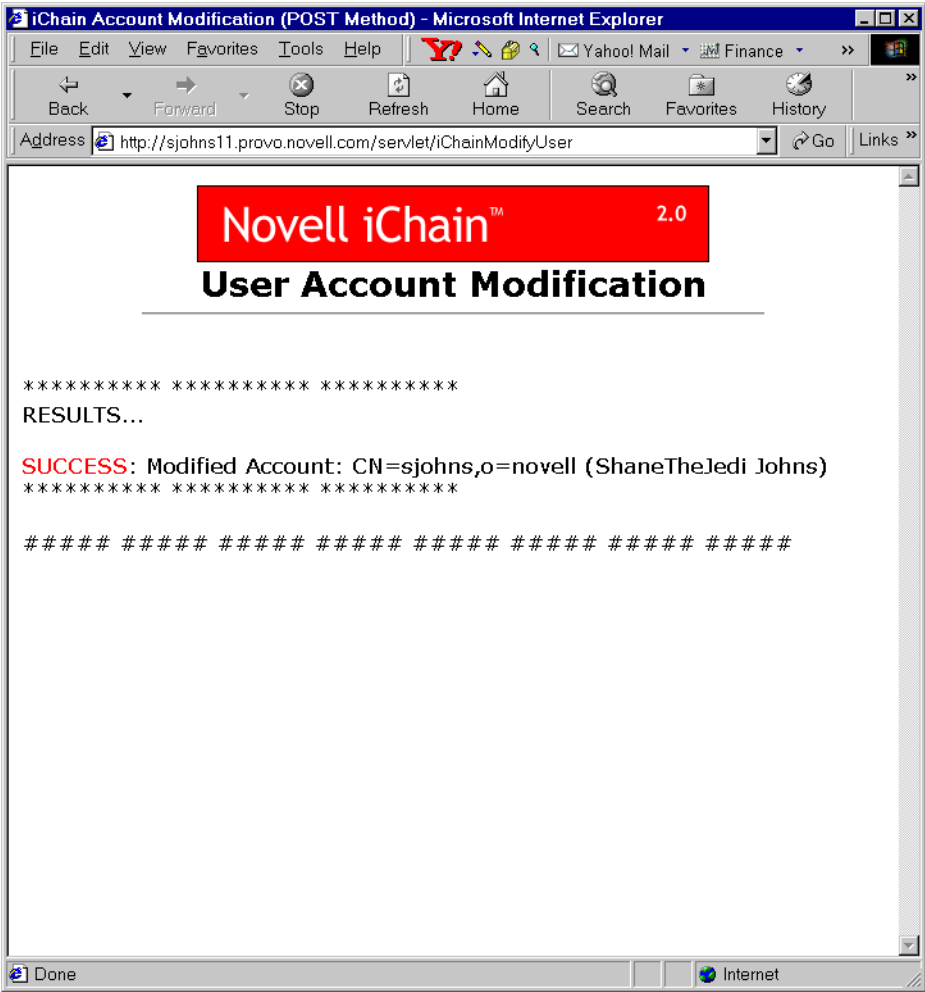 iChain Account Modification (POST Method) - Microsoft Internet Explorer
File Edit View Favorites Tools Help Y! Yahoo! Mail Finance »
Back Forward Stop Refresh Home Search Favorites History »
Address http://sjohns11.provo.novell.com/servlet/iChainModifyUser Go Links »
Novell iChain™ 2.0
User Account Modification
********** ********** **********
RESULTS...
SUCCESS: Modified Account: CN=sjohns,o=novell (ShaneTheJedi Johns)
********** ********** **********
##### ##### ##### ##### ##### ##### ##### #####
Done Internet